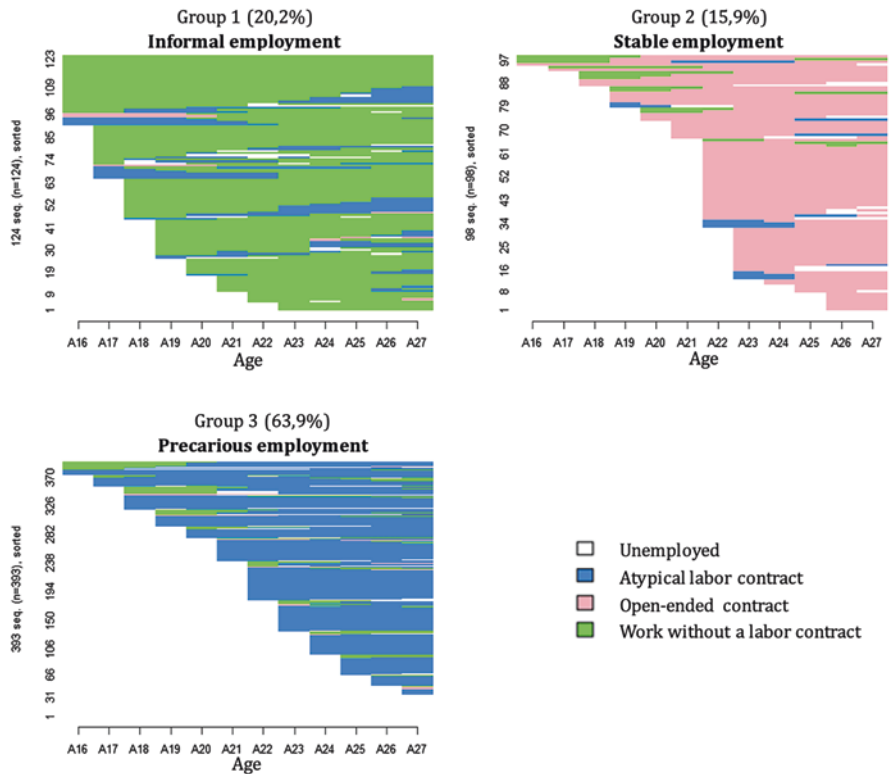 Group 1 (20,2%)
Informal employment
124 seq. (n=124), sorted
123
109
96
85
74
63
52
41
30
19
9
1
A16 A17 A18 A19 A20 A21 A22 A23 A24 A25 A26 A27
Age
Group 2 (15,9%)
Stable employment
98 seq. (n=98), sorted
97
88
79
70
61
52
43
34
25
16
8
1
A16 A17 A18 A19 A20 A21 A22 A23 A24 A25 A26 A27
Age
Group 3 (63,9%)
Precarious employment
393 seq. (n=393), sorted
370
326
282
238
194
150
106
66
31
1
A16 A17 A18 A19 A20 A21 A22 A23 A24 A25 A26 A27
Age
Unemployed
Atypical labor contract
Open-ended contract
Work without a labor contract